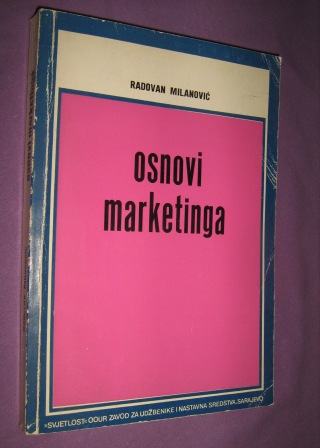 RADOVAN MILANOVIĆ
osnovi
marketinga
»SVJETLOST« OOUR ZAVOD ZA UDŽBENIKE I NASTAVNA SREDSTVA, SARAJEVO